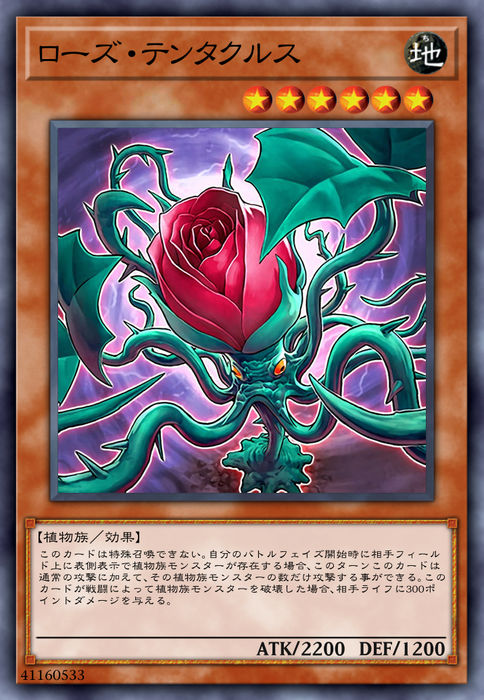 ローズ・テンタクルス
ち
地
【植物族／効果】
このカードは特殊召喚できない。自分のバトルフェイズ開始時に相手フィール
ド上に表側表示で植物族モンスターが存在する場合、このターンこのカードは
通常の攻撃に加えて、その植物族モンスターの数だけ攻撃する事ができる。この
カードが戦闘によって植物族モンスターを破壊した場合、相手ライフに300ポ
イントダメージを与える。
ATK/2200 DEF/1200
41160533